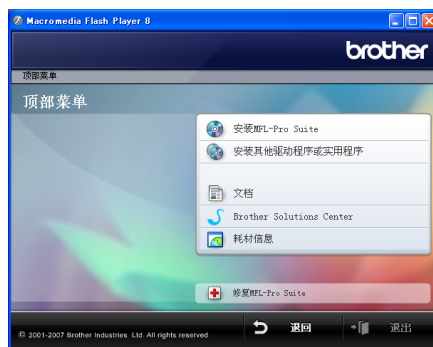 Macromedia Flash Player 8
brother
顶部菜单
顶部菜单
安装MFL-Pro Suite
安装其他驱动程序或实用程序
文档
Brother Solutions Center
耗材信息
修复MFL-Pro Suite
© 2001-2007 Brother Industries Ltd. All rights reserved
退回
退出